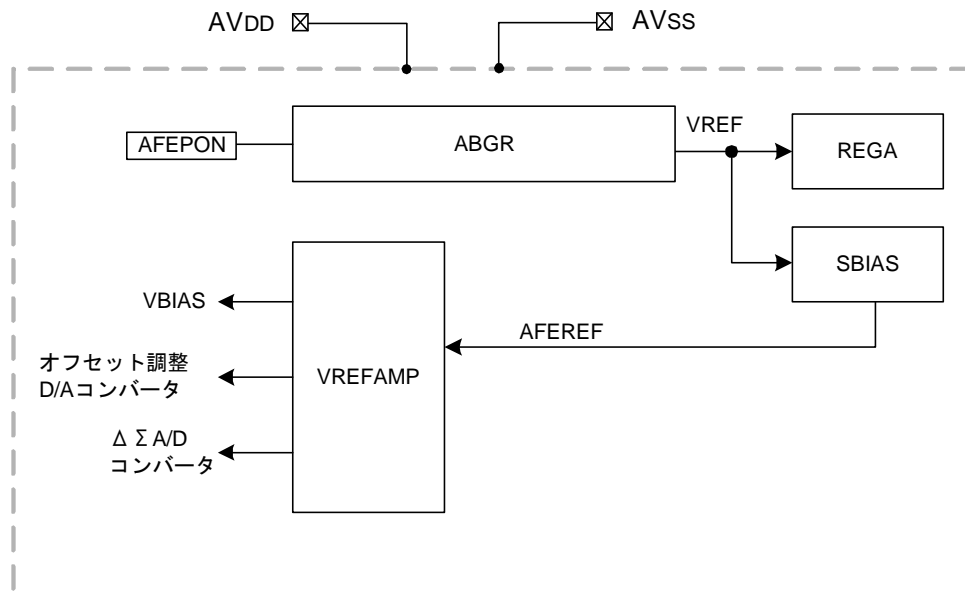 AVDD
AVSS
AFEPON
ABGR
VREF
REGA
SBIAS
VBIAS
AFEREF
オフセット調整
D/Aコンバータ
VREFAMP
ΔΣA/D
コンバータ